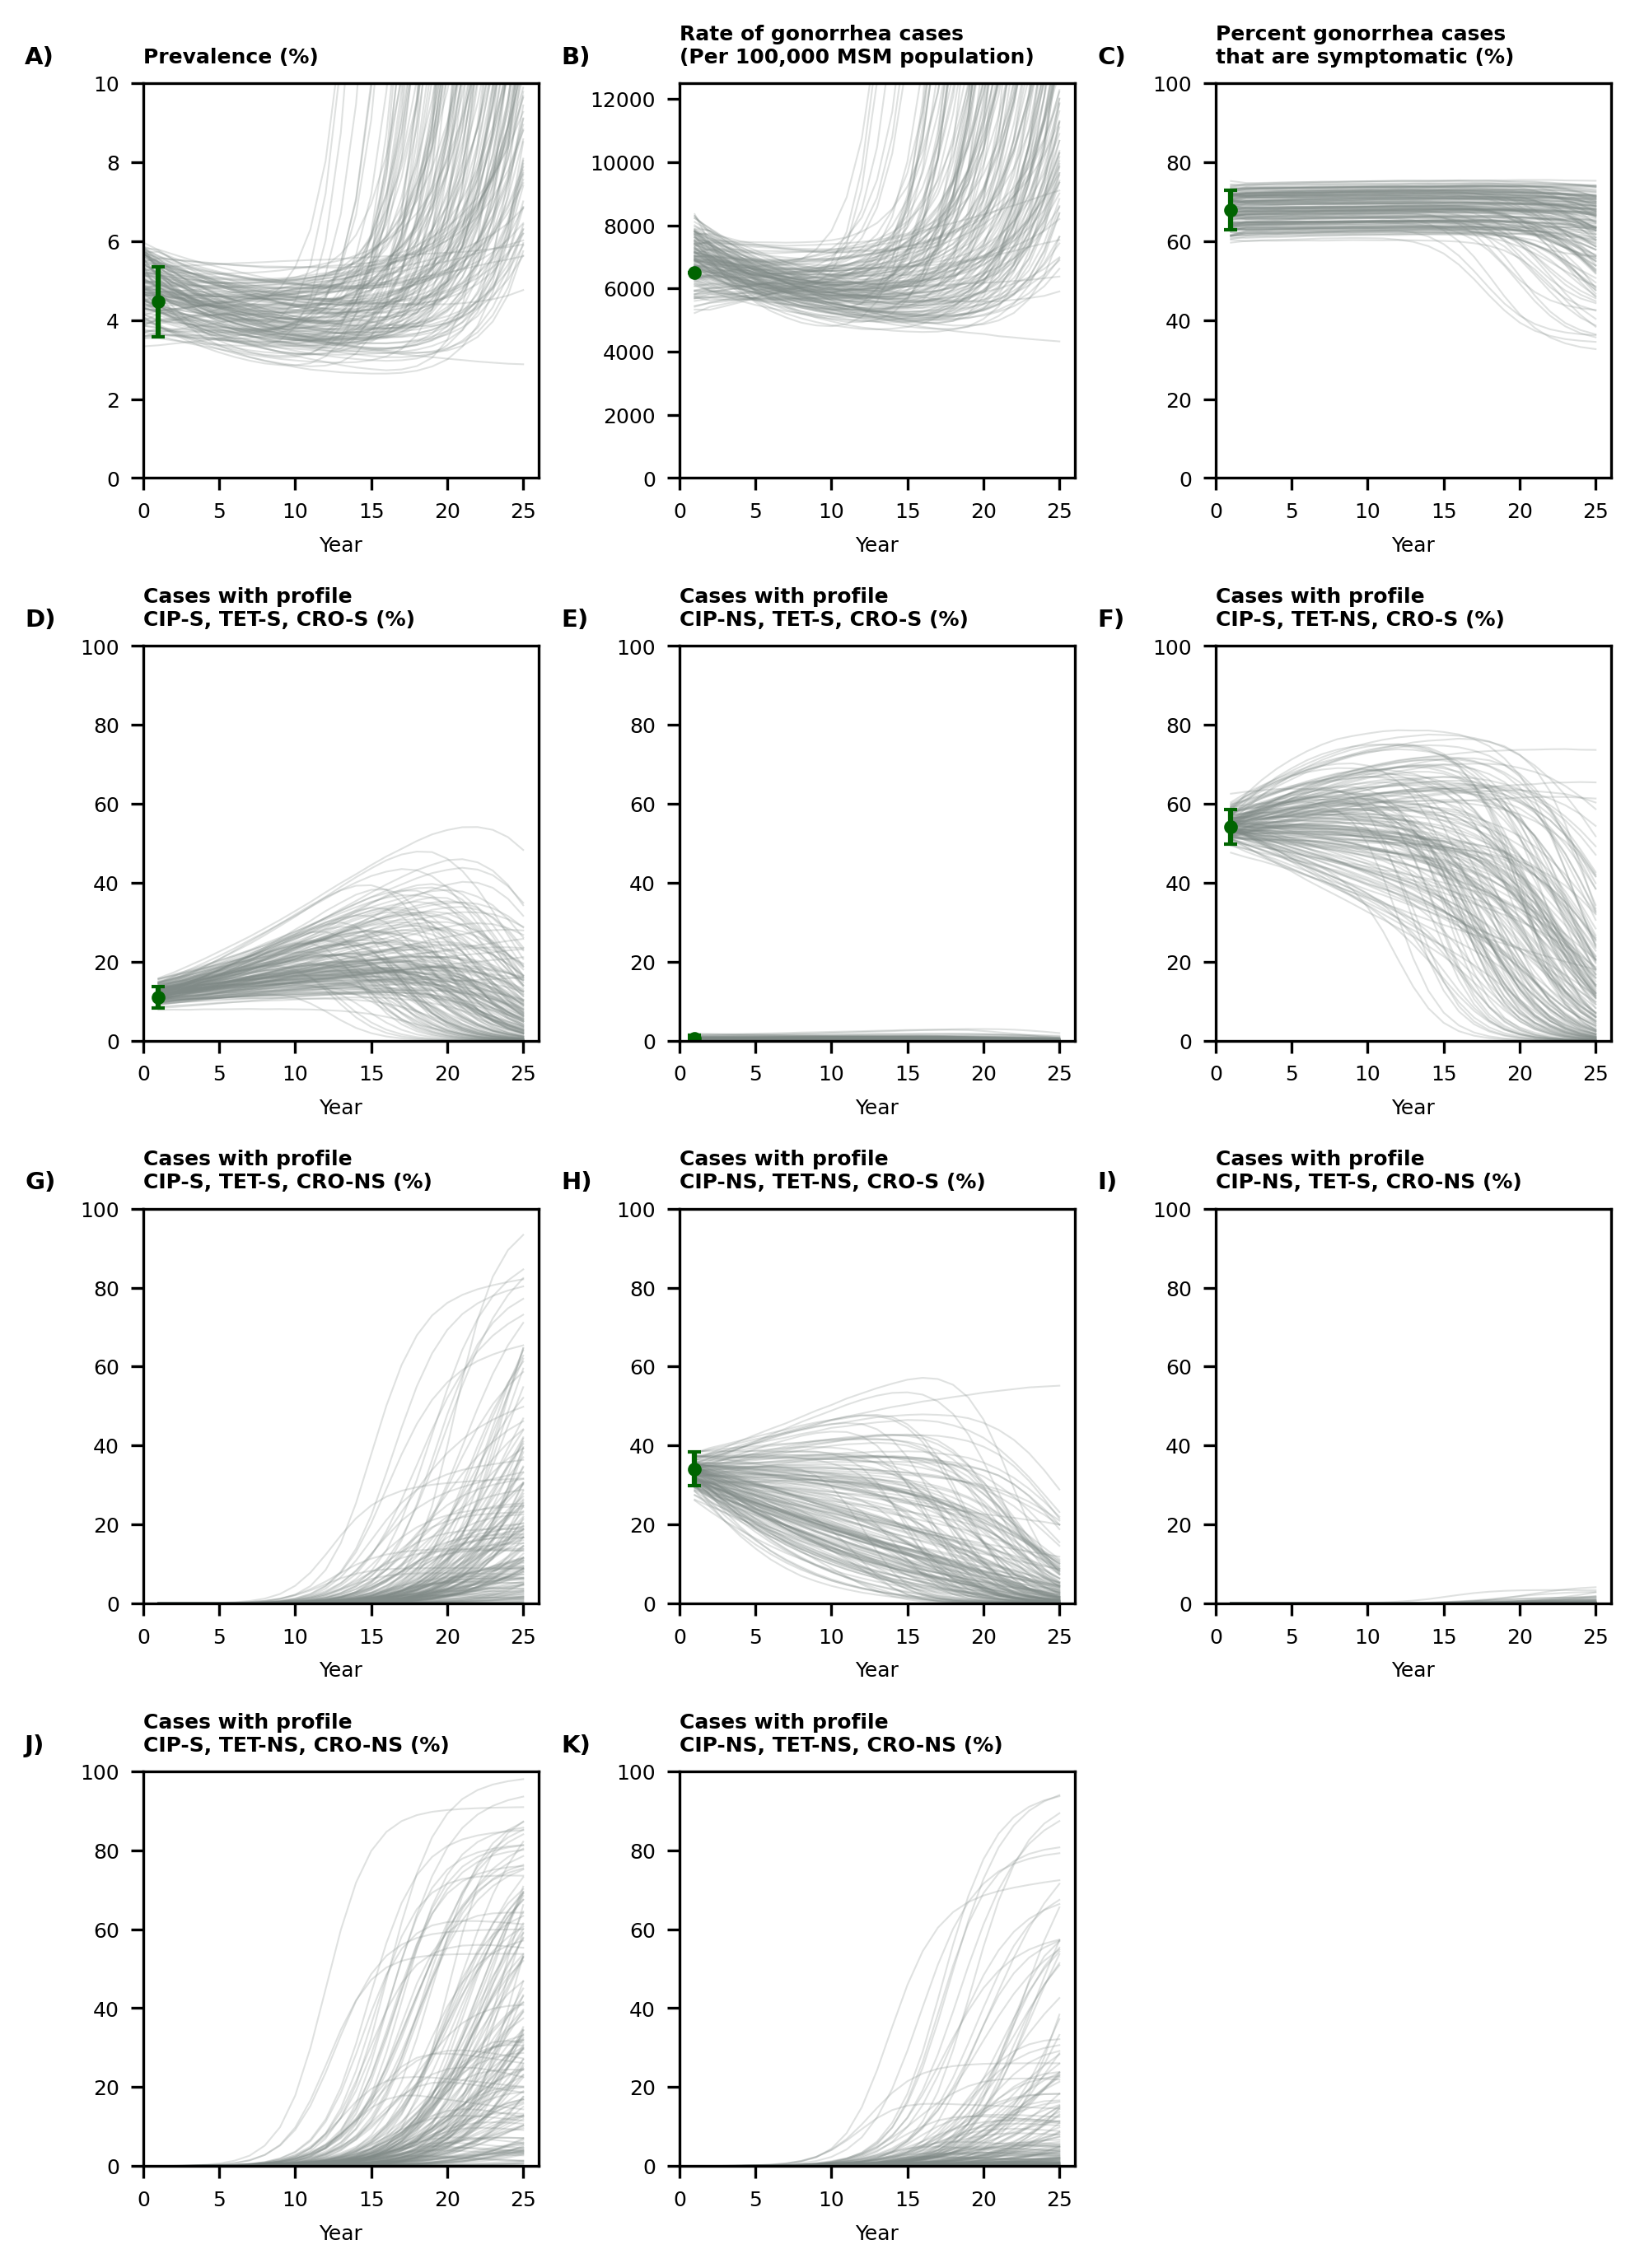 A)
Prevalence (%)
10
8
6
4
2
0
0 5 10 15 20 25
Year
B)
Rate of gonorrhea cases
(Per 100,000 MSM population)
12000
10000
8000
6000
4000
2000
0
0 5 10 15 20 25
Year
C)
Percent gonorrhea cases
that are symptomatic (%)
100
80
60
40
20
0
0 5 10 15 20 25
Year
D)
Cases with profile
CIP-S, TET-S, CRO-S (%)
100
80
60
40
20
0
0 5 10 15 20 25
Year
E)
Cases with profile
CIP-NS, TET-S, CRO-S (%)
100
80
60
40
20
0
0 5 10 15 20 25
Year
F)
Cases with profile
CIP-S, TET-NS, CRO-S (%)
100
80
60
40
20
0
0 5 10 15 20 25
Year
G)
Cases with profile
CIP-S, TET-S, CRO-NS (%)
100
80
60
40
20
0
0 5 10 15 20 25
Year
H)
Cases with profile
CIP-NS, TET-NS, CRO-S (%)
100
80
60
40
20
0
0 5 10 15 20 25
Year
I)
Cases with profile
CIP-NS, TET-S, CRO-NS (%)
100
80
60
40
20
0
0 5 10 15 20 25
Year
J)
Cases with profile
CIP-S, TET-NS, CRO-NS (%)
100
80
60
40
20
0
0 5 10 15 20 25
Year
K)
Cases with profile
CIP-NS, TET-NS, CRO-NS (%)
100
80
60
40
20
0
0 5 10 15 20 25
Year